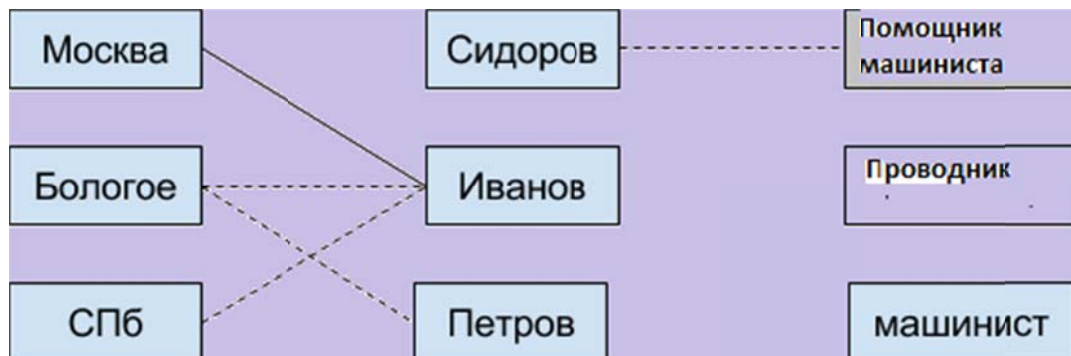 Москва
Сидоров
Помощник
машиниста
Бологое
Иванов
Проводник
СПб
Петров
машинист